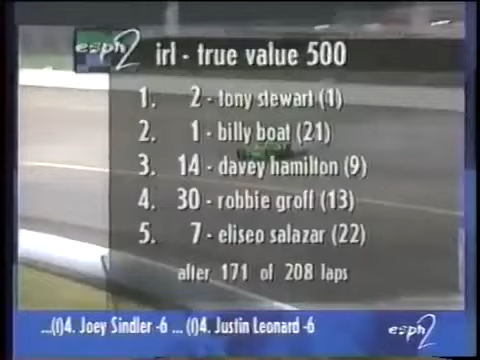 espn2
irl - true value 500
1. 2 - tony stewart (1)
2. 1 - billy boat (21)
3. 14 - davey hamilton (9)
4. 30 - robbie groff (13)
5. 7 - eliseo salazar (22)
after 171 of 208 laps
...(f)4. Joey Sindler -6 ... (f)4. Justin Leonard -6
espn2